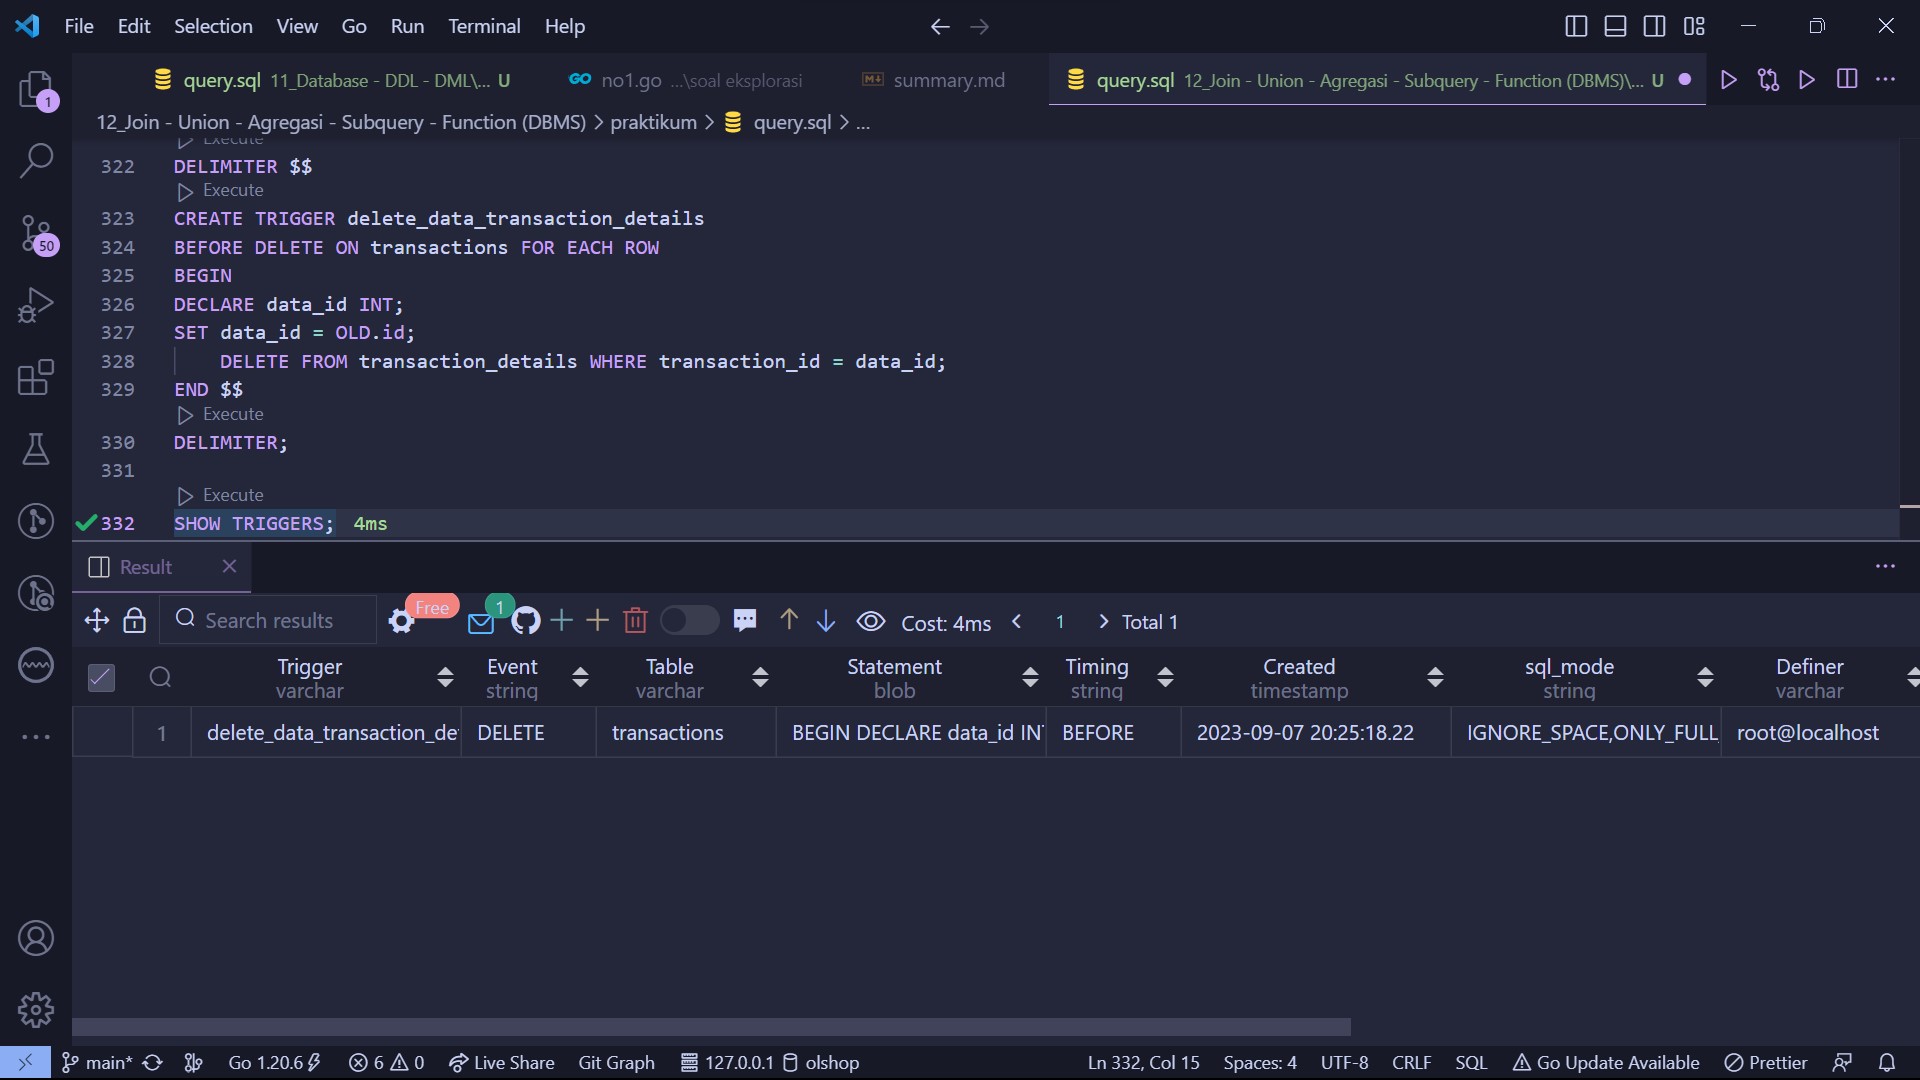 File Edit Selection View Go Run Terminal Help
query.sql 11_Database - DDL - DML\... U
no1.go ...\soal eksplorasi
summary.md
query.sql 12_Join - Union - Agregasi - Subquery - Function (DBMS)\... U
12_Join - Union - Agregasi - Subquery - Function (DBMS) > praktikum > query.sql > ...
1
50
Execute
322 DELIMITER $$
Execute
323 CREATE TRIGGER delete_data_transaction_details
324 BEFORE DELETE ON transactions FOR EACH ROW
325 BEGIN
326 DECLARE data_id INT;
327 SET data_id = OLD.id;
328 DELETE FROM transaction_details WHERE transaction_id = data_id;
329 END $$
Execute
330 DELIMITER;
331
Execute
332 SHOW TRIGGERS; 4ms
Result
Search results Free 1 Cost: 4ms < 1 > Total 1
Trigger Event Table Statement Timing Created sql_mode Definer
varchar string varchar blob string timestamp string varchar
1 delete_data_transaction_de DELETE transactions BEGIN DECLARE data_id IN BEFORE 2023-09-07 20:25:18.22 IGNORE_SPACE,ONLY_FULL_ root@localhost
main* Go 1.20.6 6 0 Live Share Git Graph 127.0.0.1 olshop Ln 332, Col 15 Spaces: 4 UTF-8 CRLF SQL Go Update Available Prettier